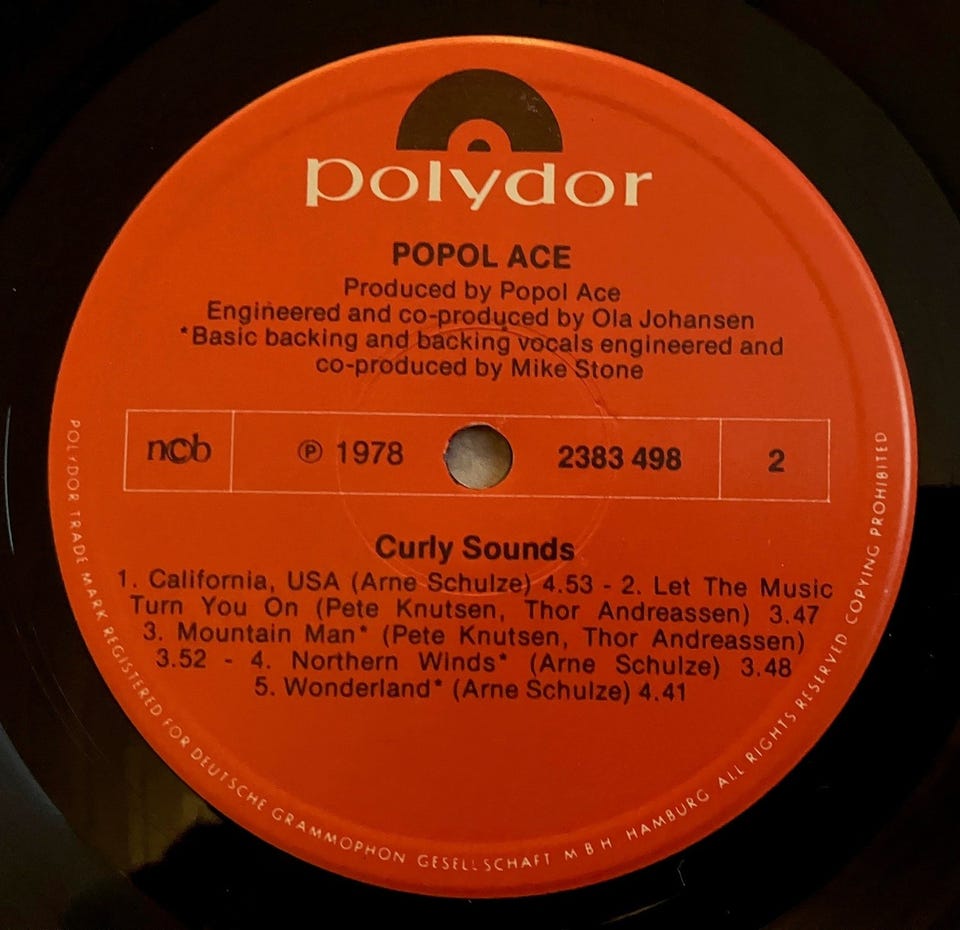 polydor
POPOL ACE
Produced by Popol Ace
Engineered and co-produced by Ola Johansen
*Basic backing and backing vocals engineered and
co-produced by Mike Stone
ncb ℗ 1978 2383 498 2
Curly Sounds
1. California, USA (Arne Schulze) 4.53 - 2. Let The Music
Turn You On (Pete Knutsen, Thor Andreassen) 3.47
3. Mountain Man* (Pete Knutsen, Thor Andreassen)
3.52 - 4. Northern Winds* (Arne Schulze) 3.48
5. Wonderland* (Arne Schulze) 4.41
POLYDOR TRADE MARK REGISTERED FOR DEUTSCHE GRAMMOPHON GESELLSCHAFT M B H HAMBURG ALL RIGHTS RESERVED COPYING PROHIBITED